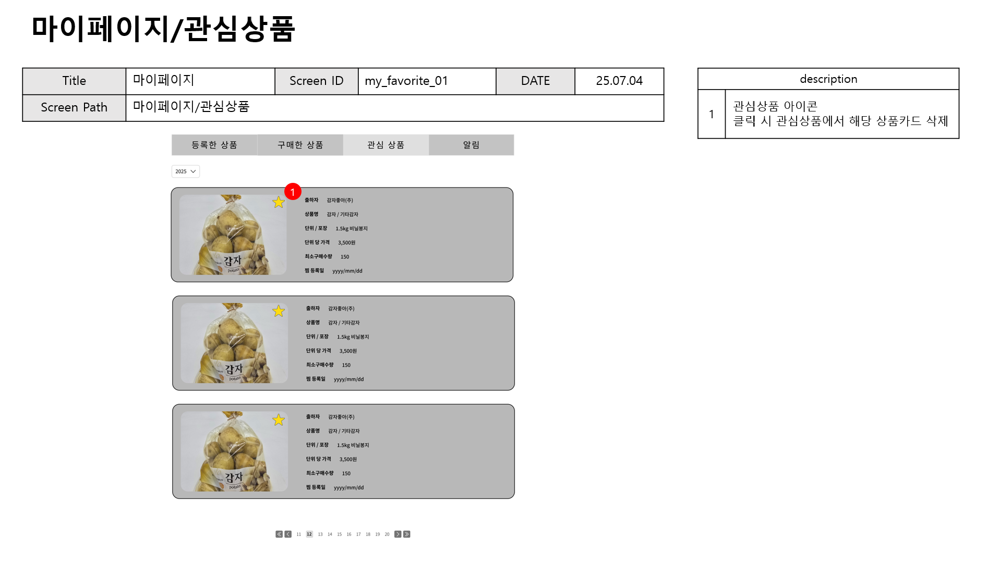 마이페이지/관심상품
Title 마이페이지 Screen ID my_favorite_01 DATE 25.07.04
Screen Path 마이페이지/관심상품
description
1 관심상품 아이콘
클릭 시 관심상품에서 해당 상품카드 삭제
등록한 상품 구매한 상품 관심 상품 알림
2025
1
감자
Potato
출하자 감자좋아(주)
상품명 감자 / 기타감자
단위 / 포장 1.5kg 비닐봉지
단위 당 가격 3,500원
최소구매수량 150
찜 등록일 yyyy/mm/dd
감자
Potato
출하자 감자좋아(주)
상품명 감자 / 기타감자
단위 / 포장 1.5kg 비닐봉지
단위 당 가격 3,500원
최소구매수량 150
찜 등록일 yyyy/mm/dd
감자
Potato
출하자 감자좋아(주)
상품명 감자 / 기타감자
단위 / 포장 1.5kg 비닐봉지
단위 당 가격 3,500원
최소구매수량 150
찜 등록일 yyyy/mm/dd
11 12 13 14 15 16 17 18 19 20